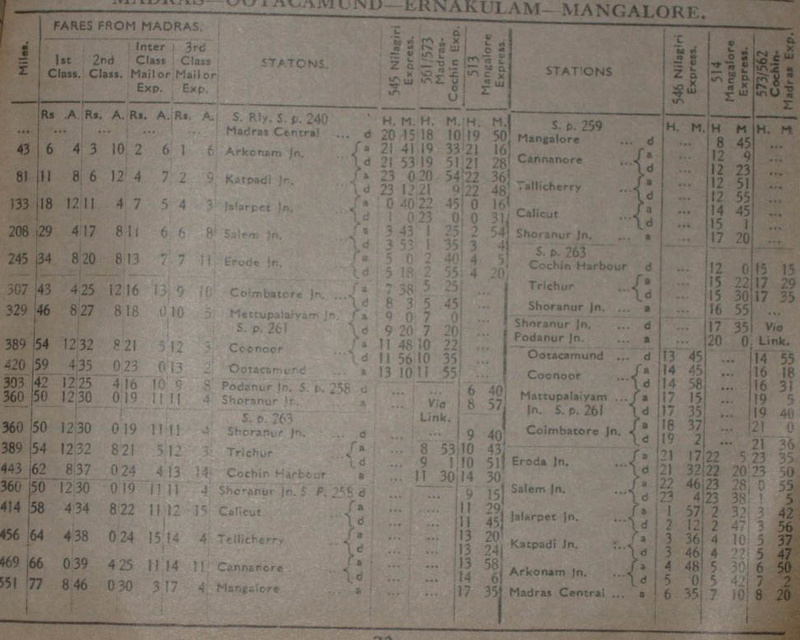 MADRAS—OOTACAMUND—ERNAKULAM—MANGALORE.
Miles.
FARES FROM MADRAS.
1st Class.
2nd Class.
Inter Class Mail or Exp.
3rd Class Mail or Exp.
STATONS.
545 Nilagiri Express.
561/573 Madras-Cochin Exp.
513 Mangalore Express.
Rs .A. Rs. A. Rs. A. Rs. A. S. Rly. S. p. 240 H. M. H. M. H. M.
... ... ... ... ... Madras Central ... d 20 15 18 10 19 50
43 6 4 3 10 2 6 1 6 Arkonam Jn. a 21 41 19 33 21 16
d 21 53 19 51 21 28
81 11 8 6 12 4 7 2 9 Katpadi Jn. a 23 0 20 54 22 36
d 23 12 21 9 22 48
133 18 12 11 4 7 5 4 3 Jalarpet Jn. a 0 40 22 45 0 16
d 1 0 23 0 0 31
208 29 4 17 8 11 6 6 8 Salem Jn. a 3 43 1 25 2 54
d 3 53 1 35 3 4
245 34 8 20 8 13 7 7 11 Erode Jn. a 5 0 2 40 4 5
d 5 18 2 55 4 20
307 43 4 25 12 16 13 9 10 Coimbatore Jn. a 7 38 5 25 ...
d 8 3 5 45 ...
329 46 8 27 8 18 0 10 5 Mettupalaiyam Jn. a 9 0 7 0 ...
S. p. 261 d 9 20 7 20 ...
389 54 12 32 8 21 5 12 3 Coonoor a 11 48 10 22 ...
d 11 56 10 35 ...
420 59 4 35 0 23 0 13 2 Ootacamund ... a 13 10 11 55 ...
303 42 12 25 4 16 10 9 8 Podanur Jn. S. p. 258 d ... ... 6 40
360 50 12 30 0 19 11 11 4 Shoranur Jn. a ... Via 8 57
S. p. 263 Link.
360 50 12 30 0 19 11 11 4 Shoranur Jn. d ... 9 40
389 54 12 32 8 21 5 12 3 Trichur a ... 8 53 10 43
d ... 9 1 10 51
443 62 8 37 0 24 4 13 14 Cochin Harbour a ... 11 30 14 30
360 50 12 30 0 19 11 11 4 Shoranur Jn. S P. 258 d ... ... 9 15
414 58 4 34 8 22 11 12 15 Calicut a ... ... 11 29
d ... ... 11 45
456 64 4 38 0 24 15 14 4 Tellicherry a ... ... 13 20
d ... ... 13 24
469 66 0 39 4 25 11 14 11 Cannanore a ... ... 13 58
d ... ... 14 6
551 77 8 46 0 30 3 17 4 Mangalore a ... ... 17 35
STATIONS
546 Nilagiri Express.
514 Mangalore Express.
573/562 Cochin-Madras Exp.
S. p. 259 H. M. H M H. M
Mangalore ... d ... 8 45
Cannanore a ... 12 9
d 12 23
Tallicherry a ... 12 51
d 12 55
Calicut a ... 14 45
d 15 1
Shoranur Jn. ... a ... 17 20
S. p. 263
Cochin Harbour d ... 12 0 15 15
Trichur a ... 15 22 17 29
d 15 30 17 35
Shoranur Jn. ... a ... 16 55
Shoranur Jn. ... d ... 17 35 Via
Podanur Jn. ... a ... 20 0 Link.
Ootacamund ... d 13 45 ... 14 55
Coonoor a 14 45 ... 16 18
d 14 58 16 31
Mattupalaiyam a 17 15 ... 19 5
Jn. S. p. 261 d 17 35 19 40
Coimbatore Jn. a 18 37 ... 21 0
d 19 2 ... 21 36
Eroda Jn. a 21 17 22 5 23 35
d 21 32 22 20 23 50
Salem Jn. a 22 46 23 28 0 55
d 23 4 23 38 1 5
Jalarpet Jn. a 1 57 2 32 3 42
d 2 12 2 47 3 56
Katpadi Jn. a 3 36 4 10 5 37
d 3 46 4 22 5 47
Arkonam Jn. a 4 48 5 30 6 50
d 5 0 5 42 7 2
Madras Central ... a 6 35 7 10 8 20